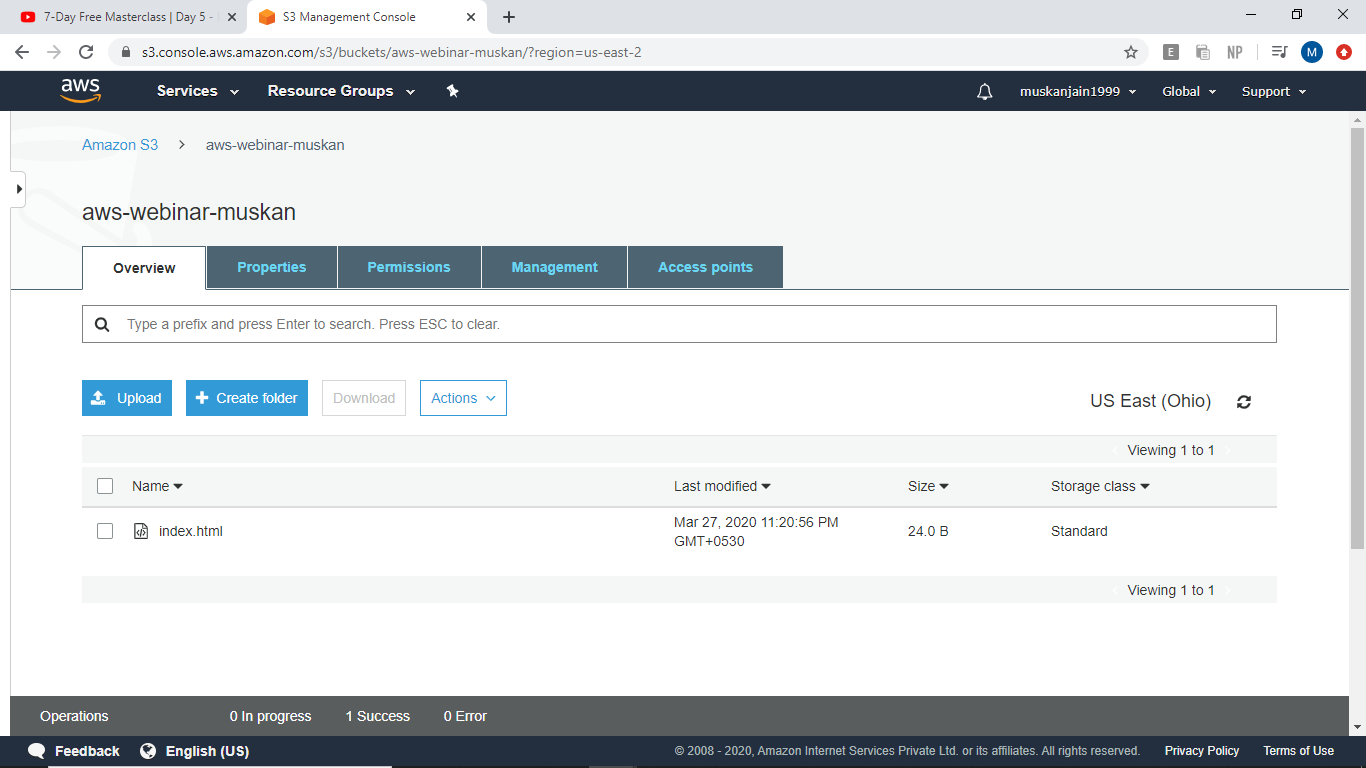 7-Day Free Masterclass | Day 5 -
S3 Management Console
s3.console.aws.amazon.com/s3/buckets/aws-webinar-muskan/?region=us-east-2
E NP M
aws Services Resource Groups muskanjain1999 Global Support
Amazon S3 > aws-webinar-muskan
aws-webinar-muskan
Overview Properties Permissions Management Access points
Type a prefix and press Enter to search. Press ESC to clear.
Upload Create folder Download Actions US East (Ohio)
Viewing 1 to 1
Name Last modified Size Storage class
index.html Mar 27, 2020 11:20:56 PM 24.0 B Standard
GMT+0530
Viewing 1 to 1
Operations 0 In progress 1 Success 0 Error
Feedback English (US) © 2008 - 2020, Amazon Internet Services Private Ltd. or its affiliates. All rights reserved. Privacy Policy Terms of Use